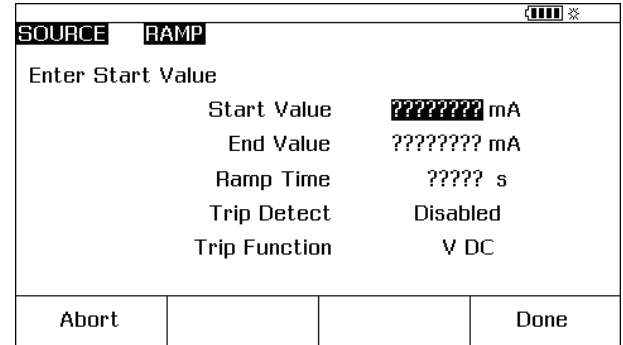 SOURCE RAMP
Enter Start Value
Start Value ???????? mA
End Value ???????? mA
Ramp Time ????? s
Trip Detect Disabled
Trip Function V DC
Abort Done